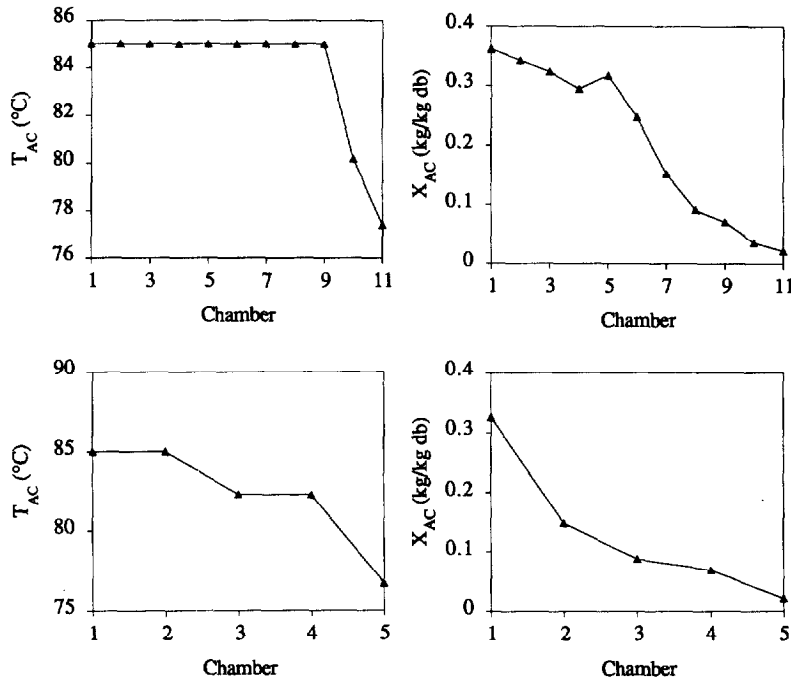 86
84
82
80
78
76
T_AC (°C)
1 3 5 7 9 11
Chamber
0.4
0.3
0.2
0.1
0
X_AC (kg/kg db)
1 3 5 7 9 11
Chamber
90
85
80
75
T_AC (°C)
1 2 3 4 5
Chamber
0.4
0.3
0.2
0.1
0
X_AC (kg/kg db)
1 2 3 4 5
Chamber